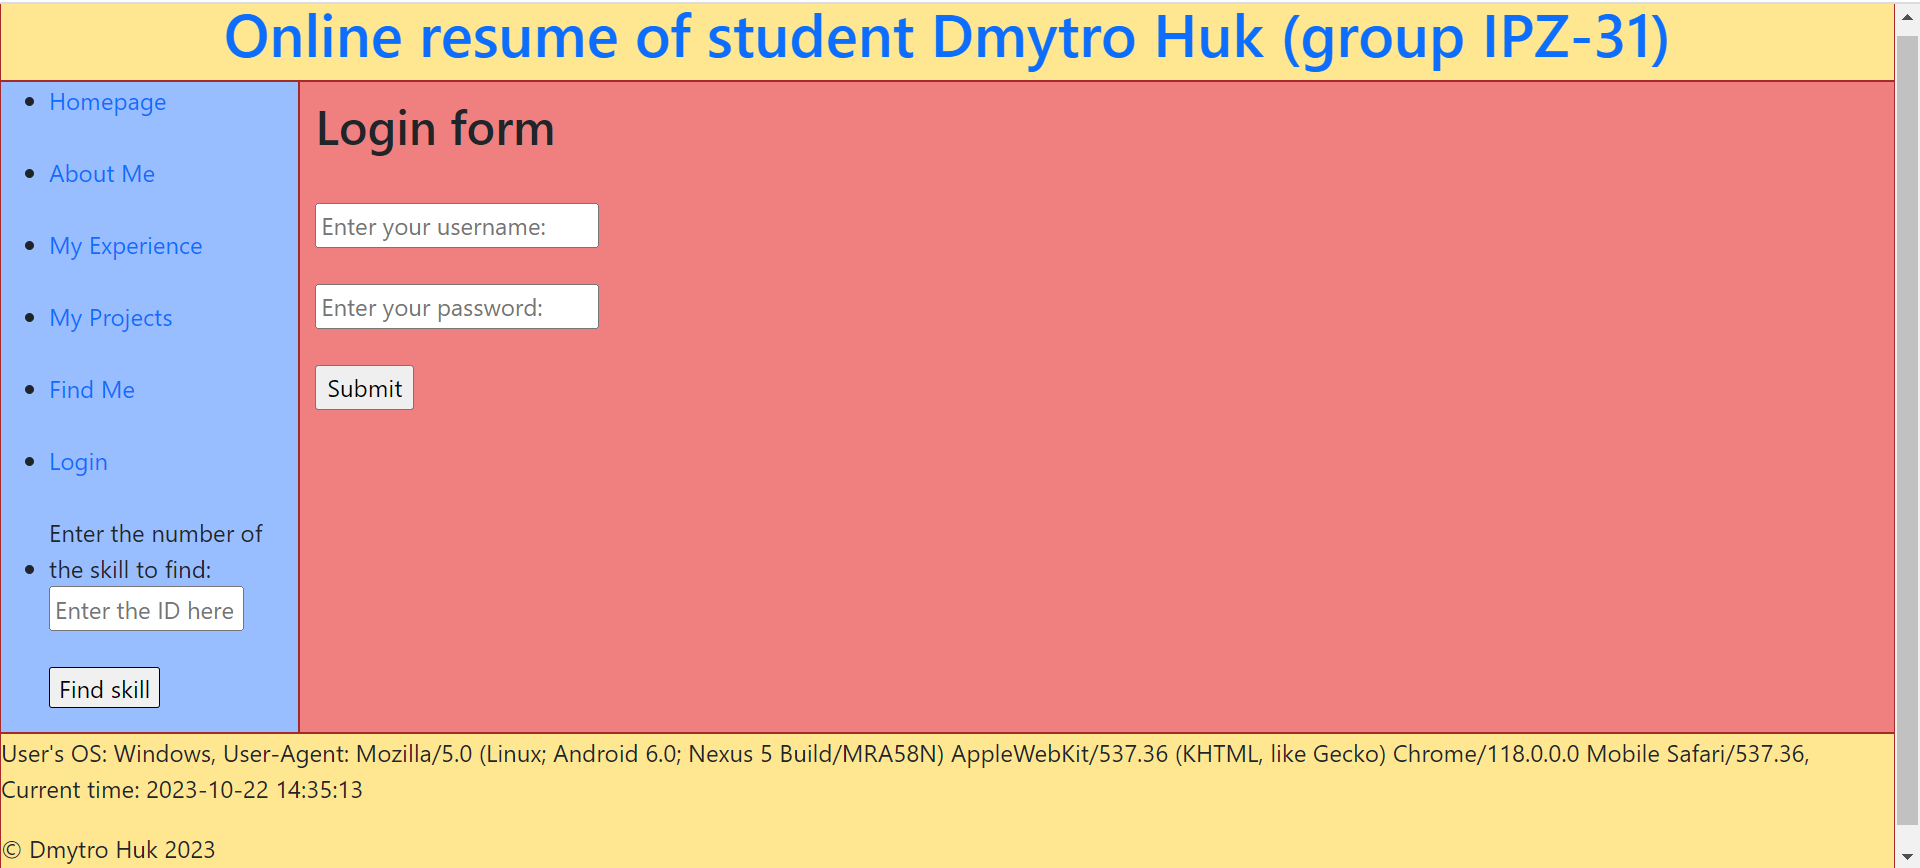 Online resume of student Dmytro Huk (group IPZ-31)
Homepage
About Me
My Experience
My Projects
Find Me
Login
Enter the number of
the skill to find:
Enter the ID here
Find skill
Login form
Enter your username:
Enter your password:
Submit
User's OS: Windows, User-Agent: Mozilla/5.0 (Linux; Android 6.0; Nexus 5 Build/MRA58N) AppleWebKit/537.36 (KHTML, like Gecko) Chrome/118.0.0.0 Mobile Safari/537.36,
Current time: 2023-10-22 14:35:13
© Dmytro Huk 2023